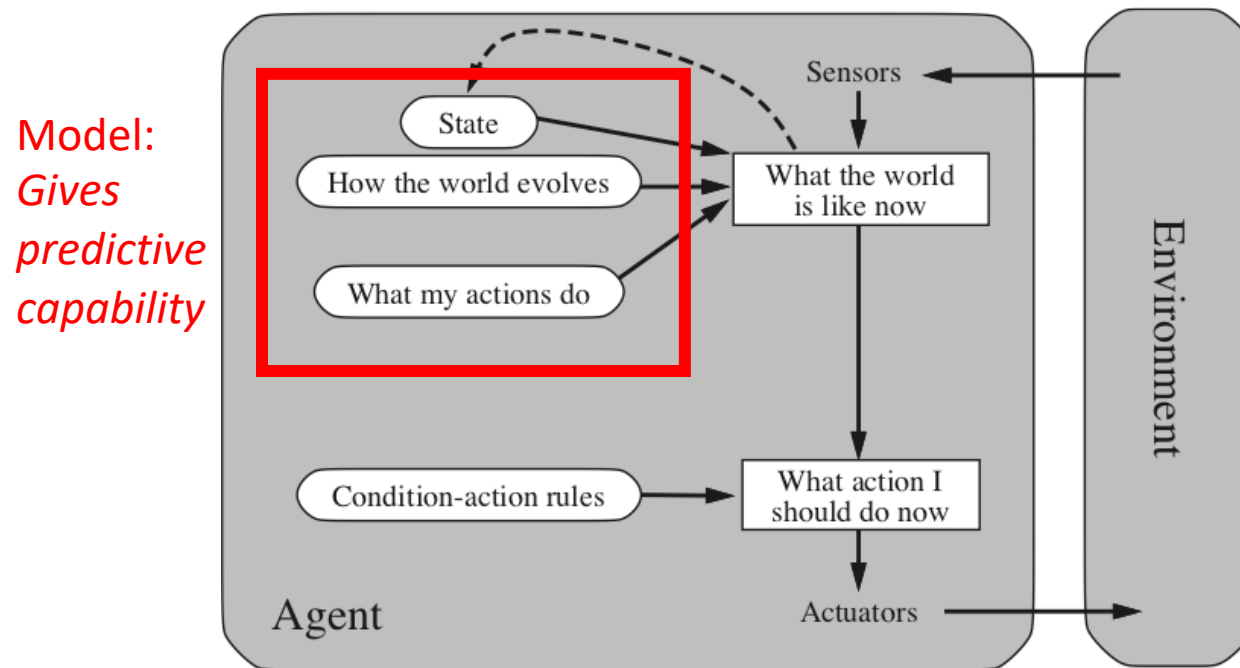 Model:
Gives
predictive
capability
Sensors
State
How the world evolves
What my actions do
What the world
is like now
Condition-action rules
What action I
should do now
Agent
Actuators
Environment